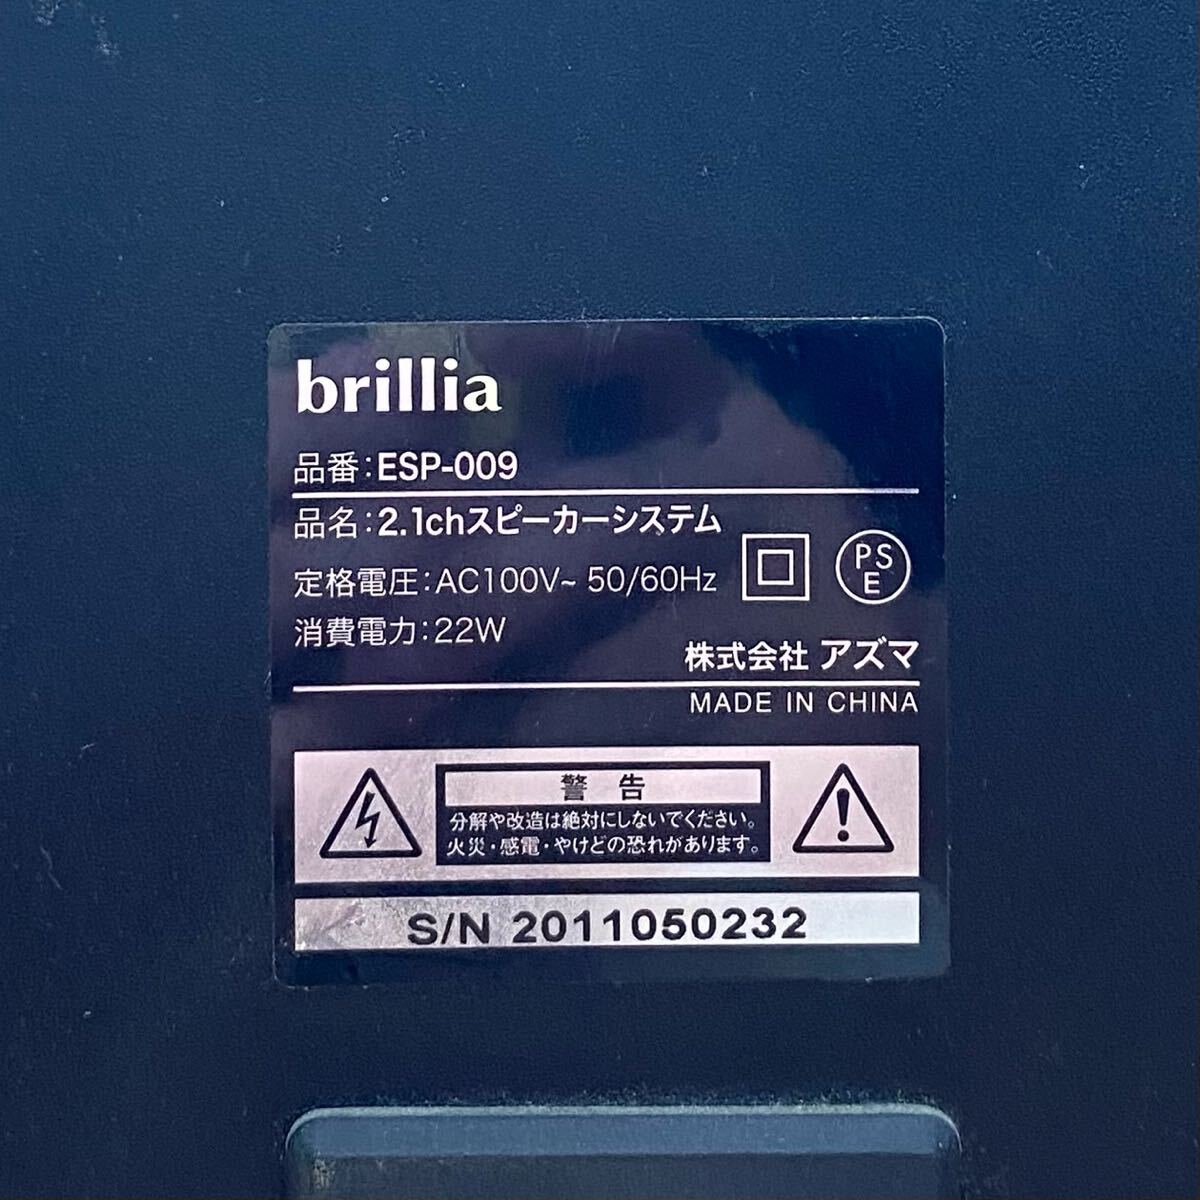 brillia
品番:ESP-009
品名:2.1chスピーカーシステム
定格電圧:AC100V~ 50/60Hz
PS
E
消費電力:22W
株式会社 アズマ
MADE IN CHINA
警 告
分解や改造は絶対にしないでください。
火災・感電・やけどの恐れがあります。
S/N 2011050232